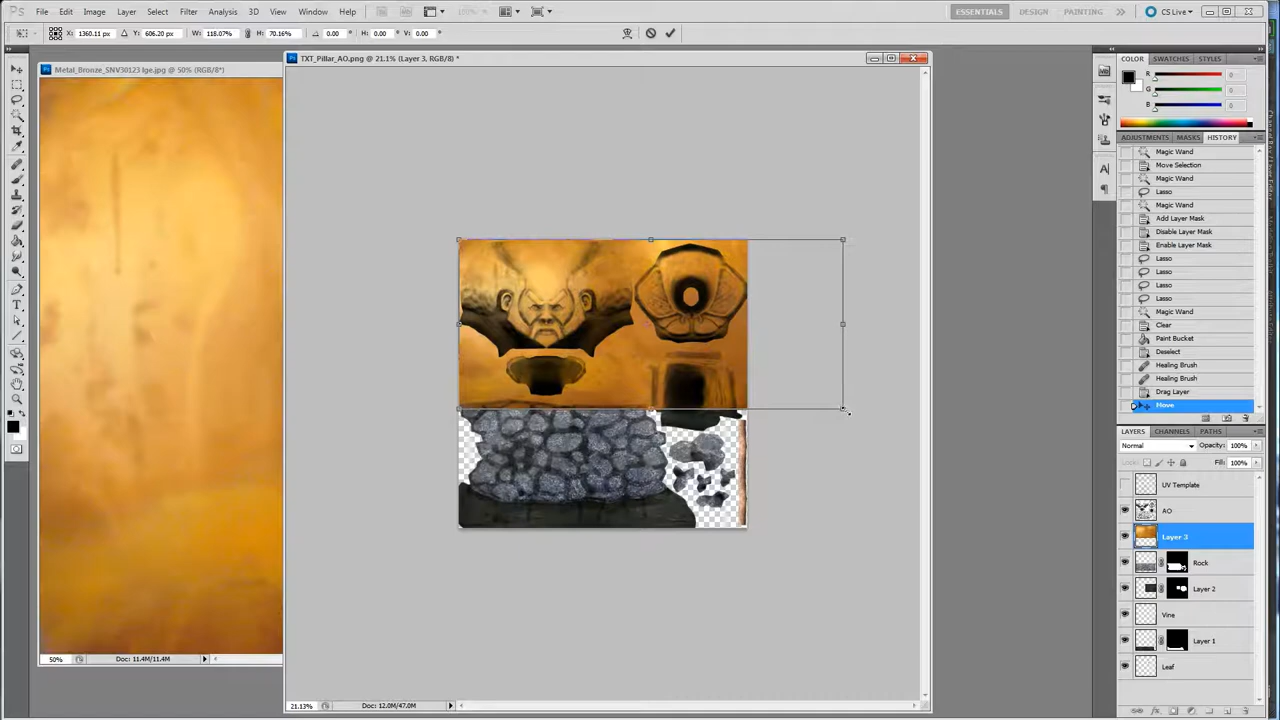 File Edit Image Layer Select Filter Analysis 3D View Window Help 100% ESSENTIALS DESIGN PAINTING CS Live
X: 1360.11 px Y: 606.20 px W: 118.07% H: 70.16% 0.00 H: 0.00 V: 0.00
TXT_Pillar_AO.png @ 21.1% (Layer 3, RGB/8) *
Metal_Bronze_SNV30123 lge.jpg @ 50% (RGB/8*)
COLOR SWATCHES STYLES
R 0
G 0
B 0
ADJUSTMENTS MASKS HISTORY
Magic Wand
Move Selection
Magic Wand
Lasso
Magic Wand
Add Layer Mask
Disable Layer Mask
Enable Layer Mask
Lasso
Lasso
Lasso
Lasso
Magic Wand
Clear
Paint Bucket
Deselect
Healing Brush
Healing Brush
Drag Layer
Move
LAYERS CHANNELS PATHS
Normal Opacity: 100%
Fill: 100%
UV Template
AO
Layer 3
Rock
Layer 2
Vine
Layer 1
Leaf
50% Doc: 11.4M/11.4M
21.13% Doc: 12.0M/47.0M